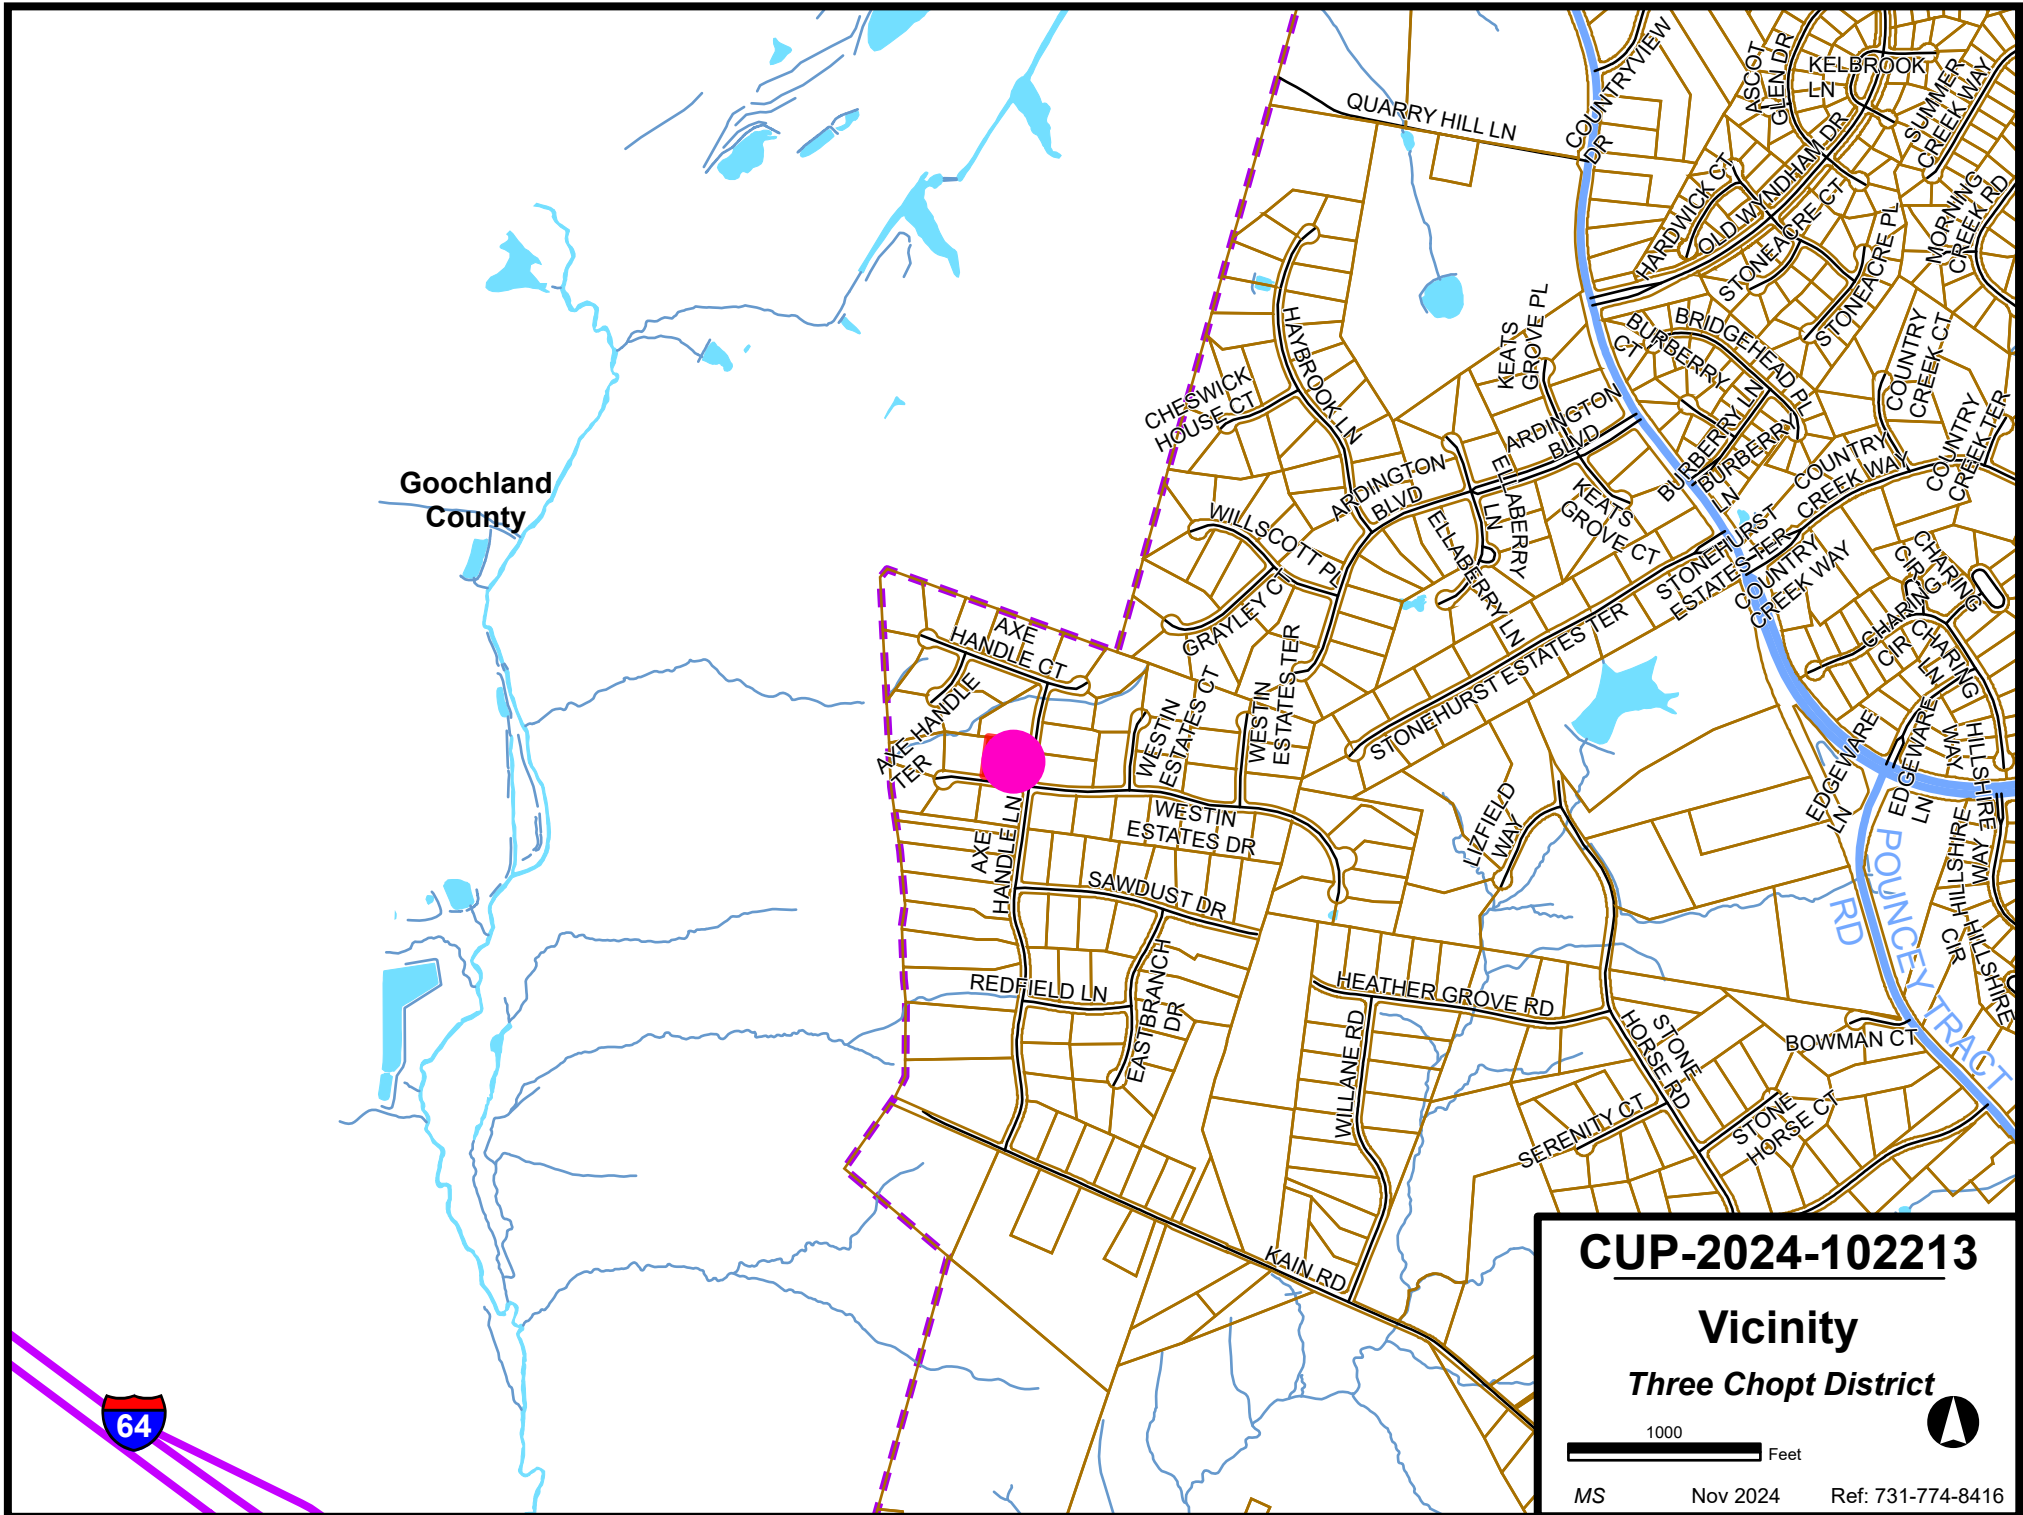 QUARRY HILL LN
COUNTRYVIEW
DR
ASCOT
GLEN DR
KELBROOK
LN
SUMMER
CREEK WAY
HARDWICK CT
OLD WYNDHAM DR
STONEACRE CT
STONEACRE PL
MORNING
CREEK RD
HAYBROOK LN
CHESWICK
HOUSE CT
KEATS
GROVE PL
BURBERRY
CT
BRIDGEHEAD PL
BURBERRY LN
BURBERRY
LN
COUNTRY
CREEK CT
COUNTRY
CREEK TER
COUNTRY
CREEK WAY
ARDINGTON
BLVD
ARDINGTON
BLVD
ELLABERRY
LN
ELLABERRY LN
KEATS
GROVE CT
WILLSCOTT PL
GRAYLEY CT
STONEHURST
ESTATES TER
COUNTRY
CREEK WAY
STONEHURST ESTATES TER
CHARING
CIR
CHARING
CIR
CHARING
LN
Goochland
County
AXE
HANDLE CT
AXE HANDLE
TER
WESTIN
ESTATES CT
WESTIN
ESTATES TER
WESTIN
ESTATES DR
AXE
HANDLE LN
SAWDUST DR
REDFIELD LN
EASTBRANCH
DR
LIZFIELD
WAY
EDGEWARE
LN
EDGEWARE
LN
HILLSHIRE
WAY
HILLSHIRE
WAY
HILLSHIRE
CIR
HILLSHIRE
POUNCEY TRACT
RD
HEATHER GROVE RD
WILLANE RD
STONE
HORSE RD
BOWMAN CT
SERENITY CT
STONE
HORSE CT
KAIN RD
64
CUP-2024-102213
Vicinity
Three Chopt District
1000
Feet
MS
Nov 2024
Ref: 731-774-8416